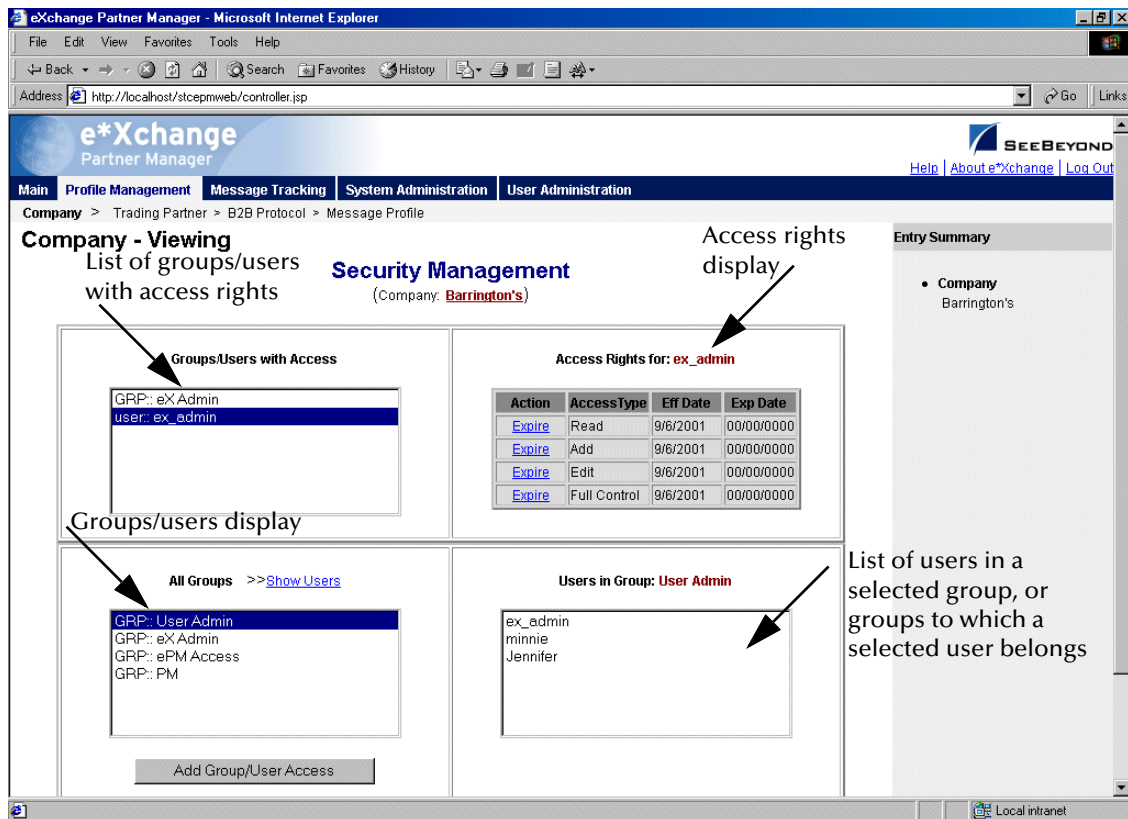 eXchange Partner Manager - Microsoft Internet Explorer
File Edit View Favorites Tools Help
Back Search Favorites History
Address http://localhost/stcepmweb/controller.jsp Go Links
e*Xchange
Partner Manager
SEEBEYOND
Help | About e*Xchange | Log Out
Main Profile Management Message Tracking System Administration User Administration
Company > Trading Partner > B2B Protocol > Message Profile
Company - Viewing
List of groups/users
with access rights
Security Management
(Company: Barrington's)
Access rights
display
Entry Summary
• Company
Barrington's
Groups/Users with Access
GRP:: eX Admin
user:: ex_admin
Access Rights for: ex_admin
Action AccessType Eff Date Exp Date
Expire Read 9/6/2001 00/00/0000
Expire Add 9/6/2001 00/00/0000
Expire Edit 9/6/2001 00/00/0000
Expire Full Control 9/6/2001 00/00/0000
Groups/users display
All Groups >>Show Users
GRP:: User Admin
GRP:: eX Admin
GRP:: ePM Access
GRP:: PM
Add Group/User Access
Users in Group: User Admin
ex_admin
minnie
Jennifer
List of users in a
selected group, or
groups to which a
selected user belongs
Local intranet